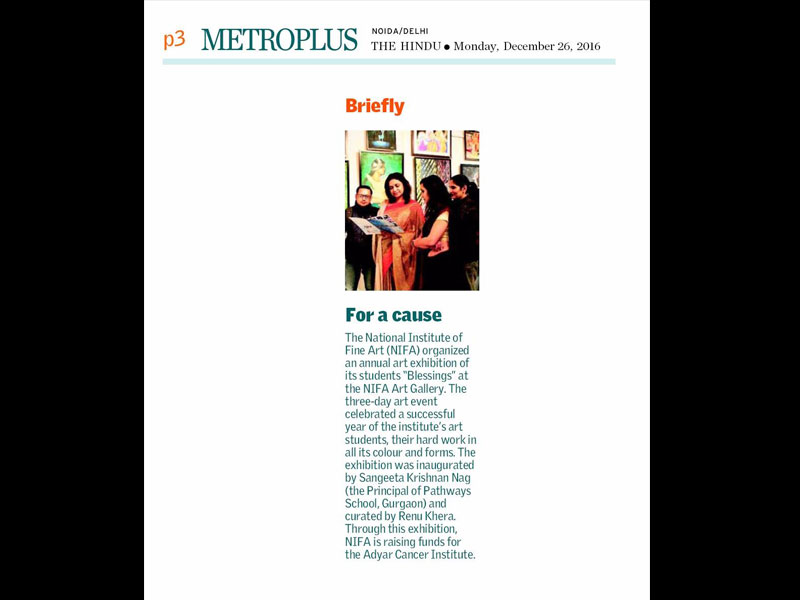 p3 METROPLUS
NOIDA/DELHI
THE HINDU ● Monday, December 26, 2016
Briefly
For a cause
The National Institute of
Fine Art (NIFA) organized
an annual art exhibition of
its students “Blessings” at
the NIFA Art Gallery. The
three-day art event
celebrated a successful
year of the institute’s art
students, their hard work in
all its colour and forms. The
exhibition was inaugurated
by Sangeeta Krishnan Nag
(the Principal of Pathways
School, Gurgaon) and
curated by Renu Khera.
Through this exhibition,
NIFA is raising funds for
the Adyar Cancer Institute.